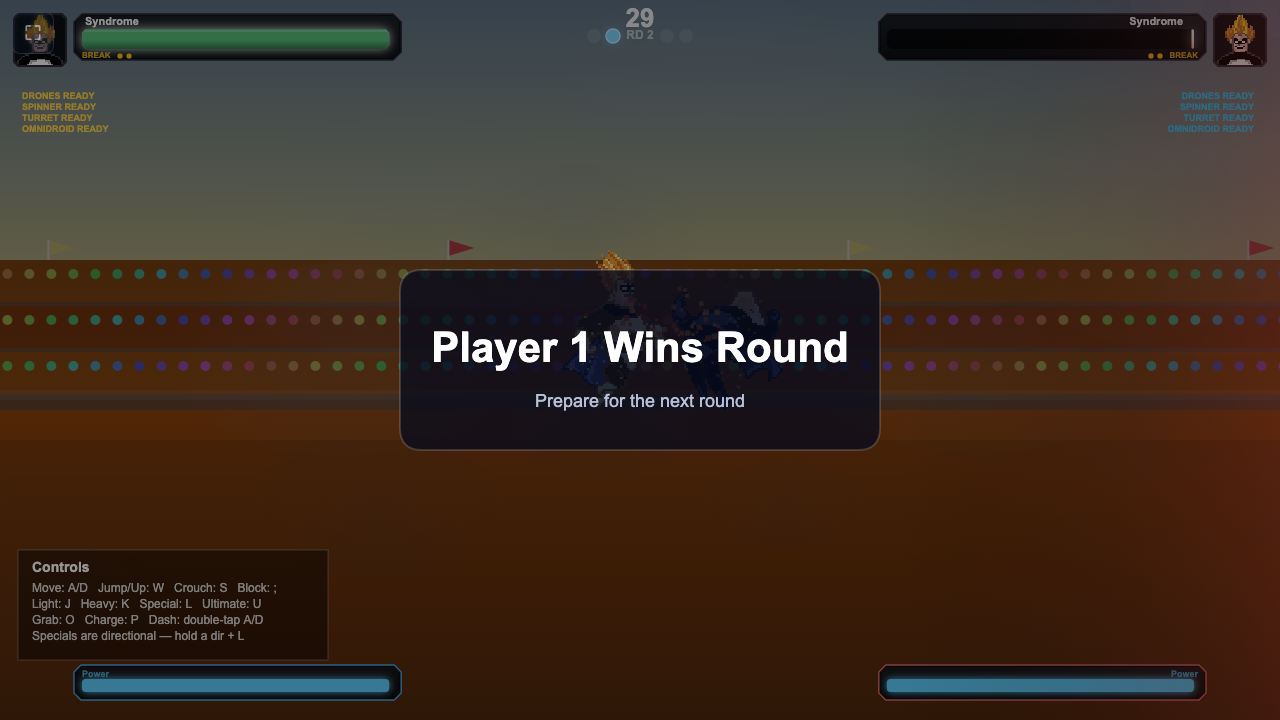 Syndrome
BREAK
29
RD 2
Syndrome
BREAK
DRONES READY
SPINNER READY
TURRET READY
OMNIDROID READY
DRONES READY
SPINNER READY
TURRET READY
OMNIDROID READY
Player 1 Wins Round
Prepare for the next round
Controls
Move: A/D Jump/Up: W Crouch: S Block: ;
Light: J Heavy: K Special: L Ultimate: U
Grab: O Charge: P Dash: double-tap A/D
Specials are directional — hold a dir + L
Power
Power